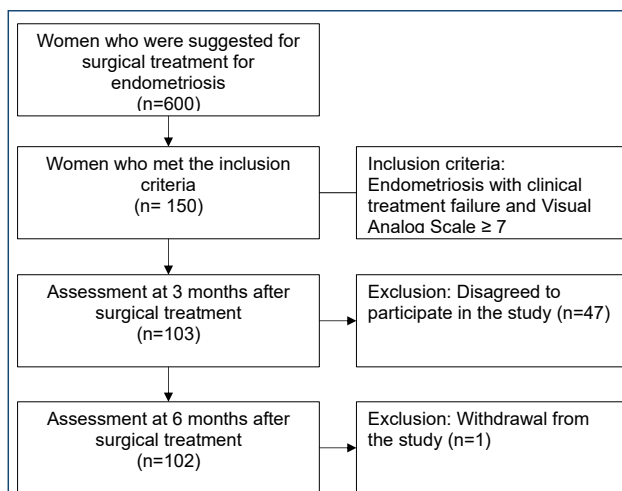 Women who were suggested for
surgical treatment for
endometriosis
(n=600)
Women who met the inclusion
criteria
(n= 150)
Inclusion criteria:
Endometriosis with clinical
treatment failure and Visual
Analog Scale ≥ 7
Assessment at 3 months after
surgical treatment
(n=103)
Exclusion: Disagreed to
participate in the study (n=47)
Assessment at 6 months after
surgical treatment
(n=102)
Exclusion: Withdrawal from
the study (n=1)